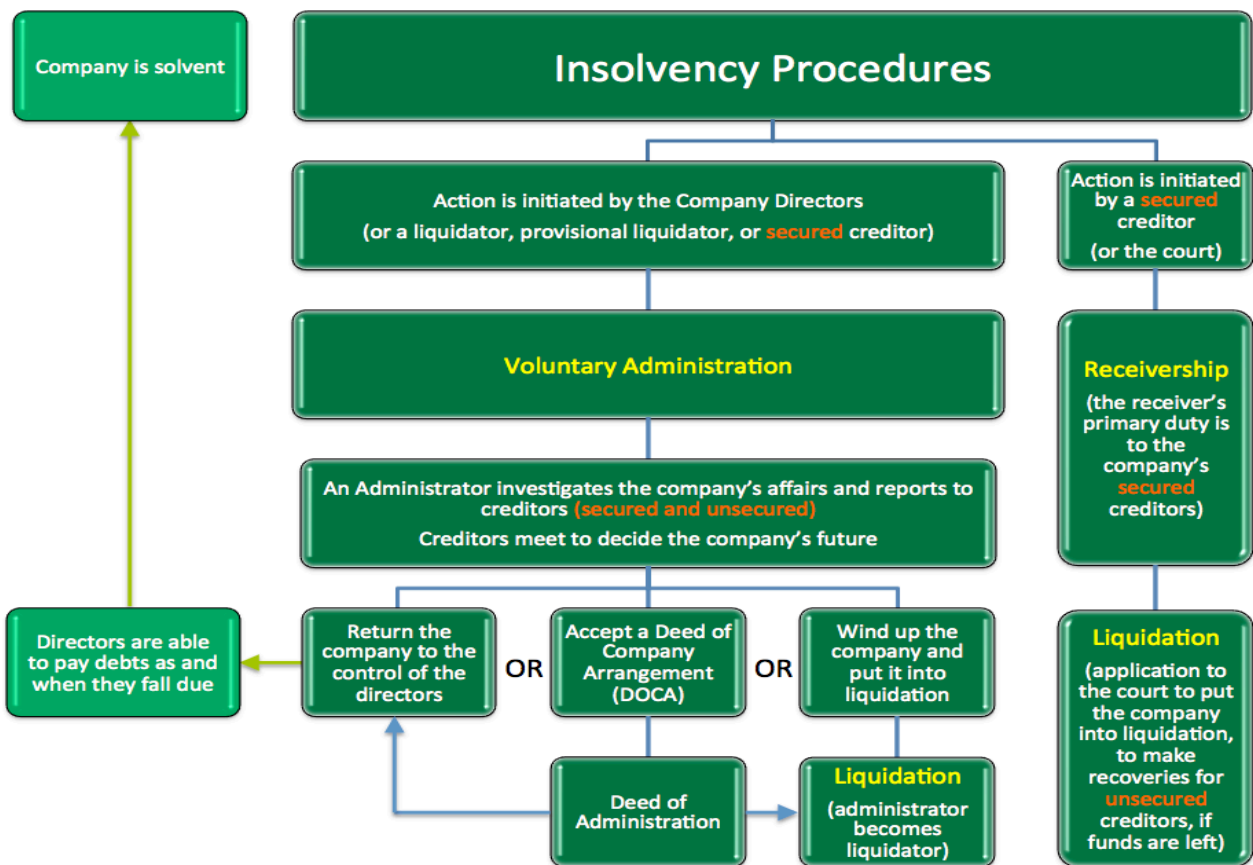 Company is solvent
Insolvency Procedures
Action is initiated by the Company Directors
(or a liquidator, provisional liquidator, or secured creditor)
Action is initiated
by a secured
creditor
(or the court)
Voluntary Administration
Receivership
(the receiver’s
primary duty is
to the
company’s
secured
creditors)
An Administrator investigates the company’s affairs and reports to
creditors (secured and unsecured)
Creditors meet to decide the company’s future
Directors are able
to pay debts as and
when they fall due
Return the
company to the
control of the
directors
OR
Accept a Deed of
Company
Arrangement
(DOCA)
OR
Wind up the
company and
put it into
liquidation
Liquidation
(application to
the court to put
the company
into liquidation,
to make
recoveries for
unsecured
creditors, if
funds are left)
Deed of
Administration
Liquidation
(administrator
becomes
liquidator)